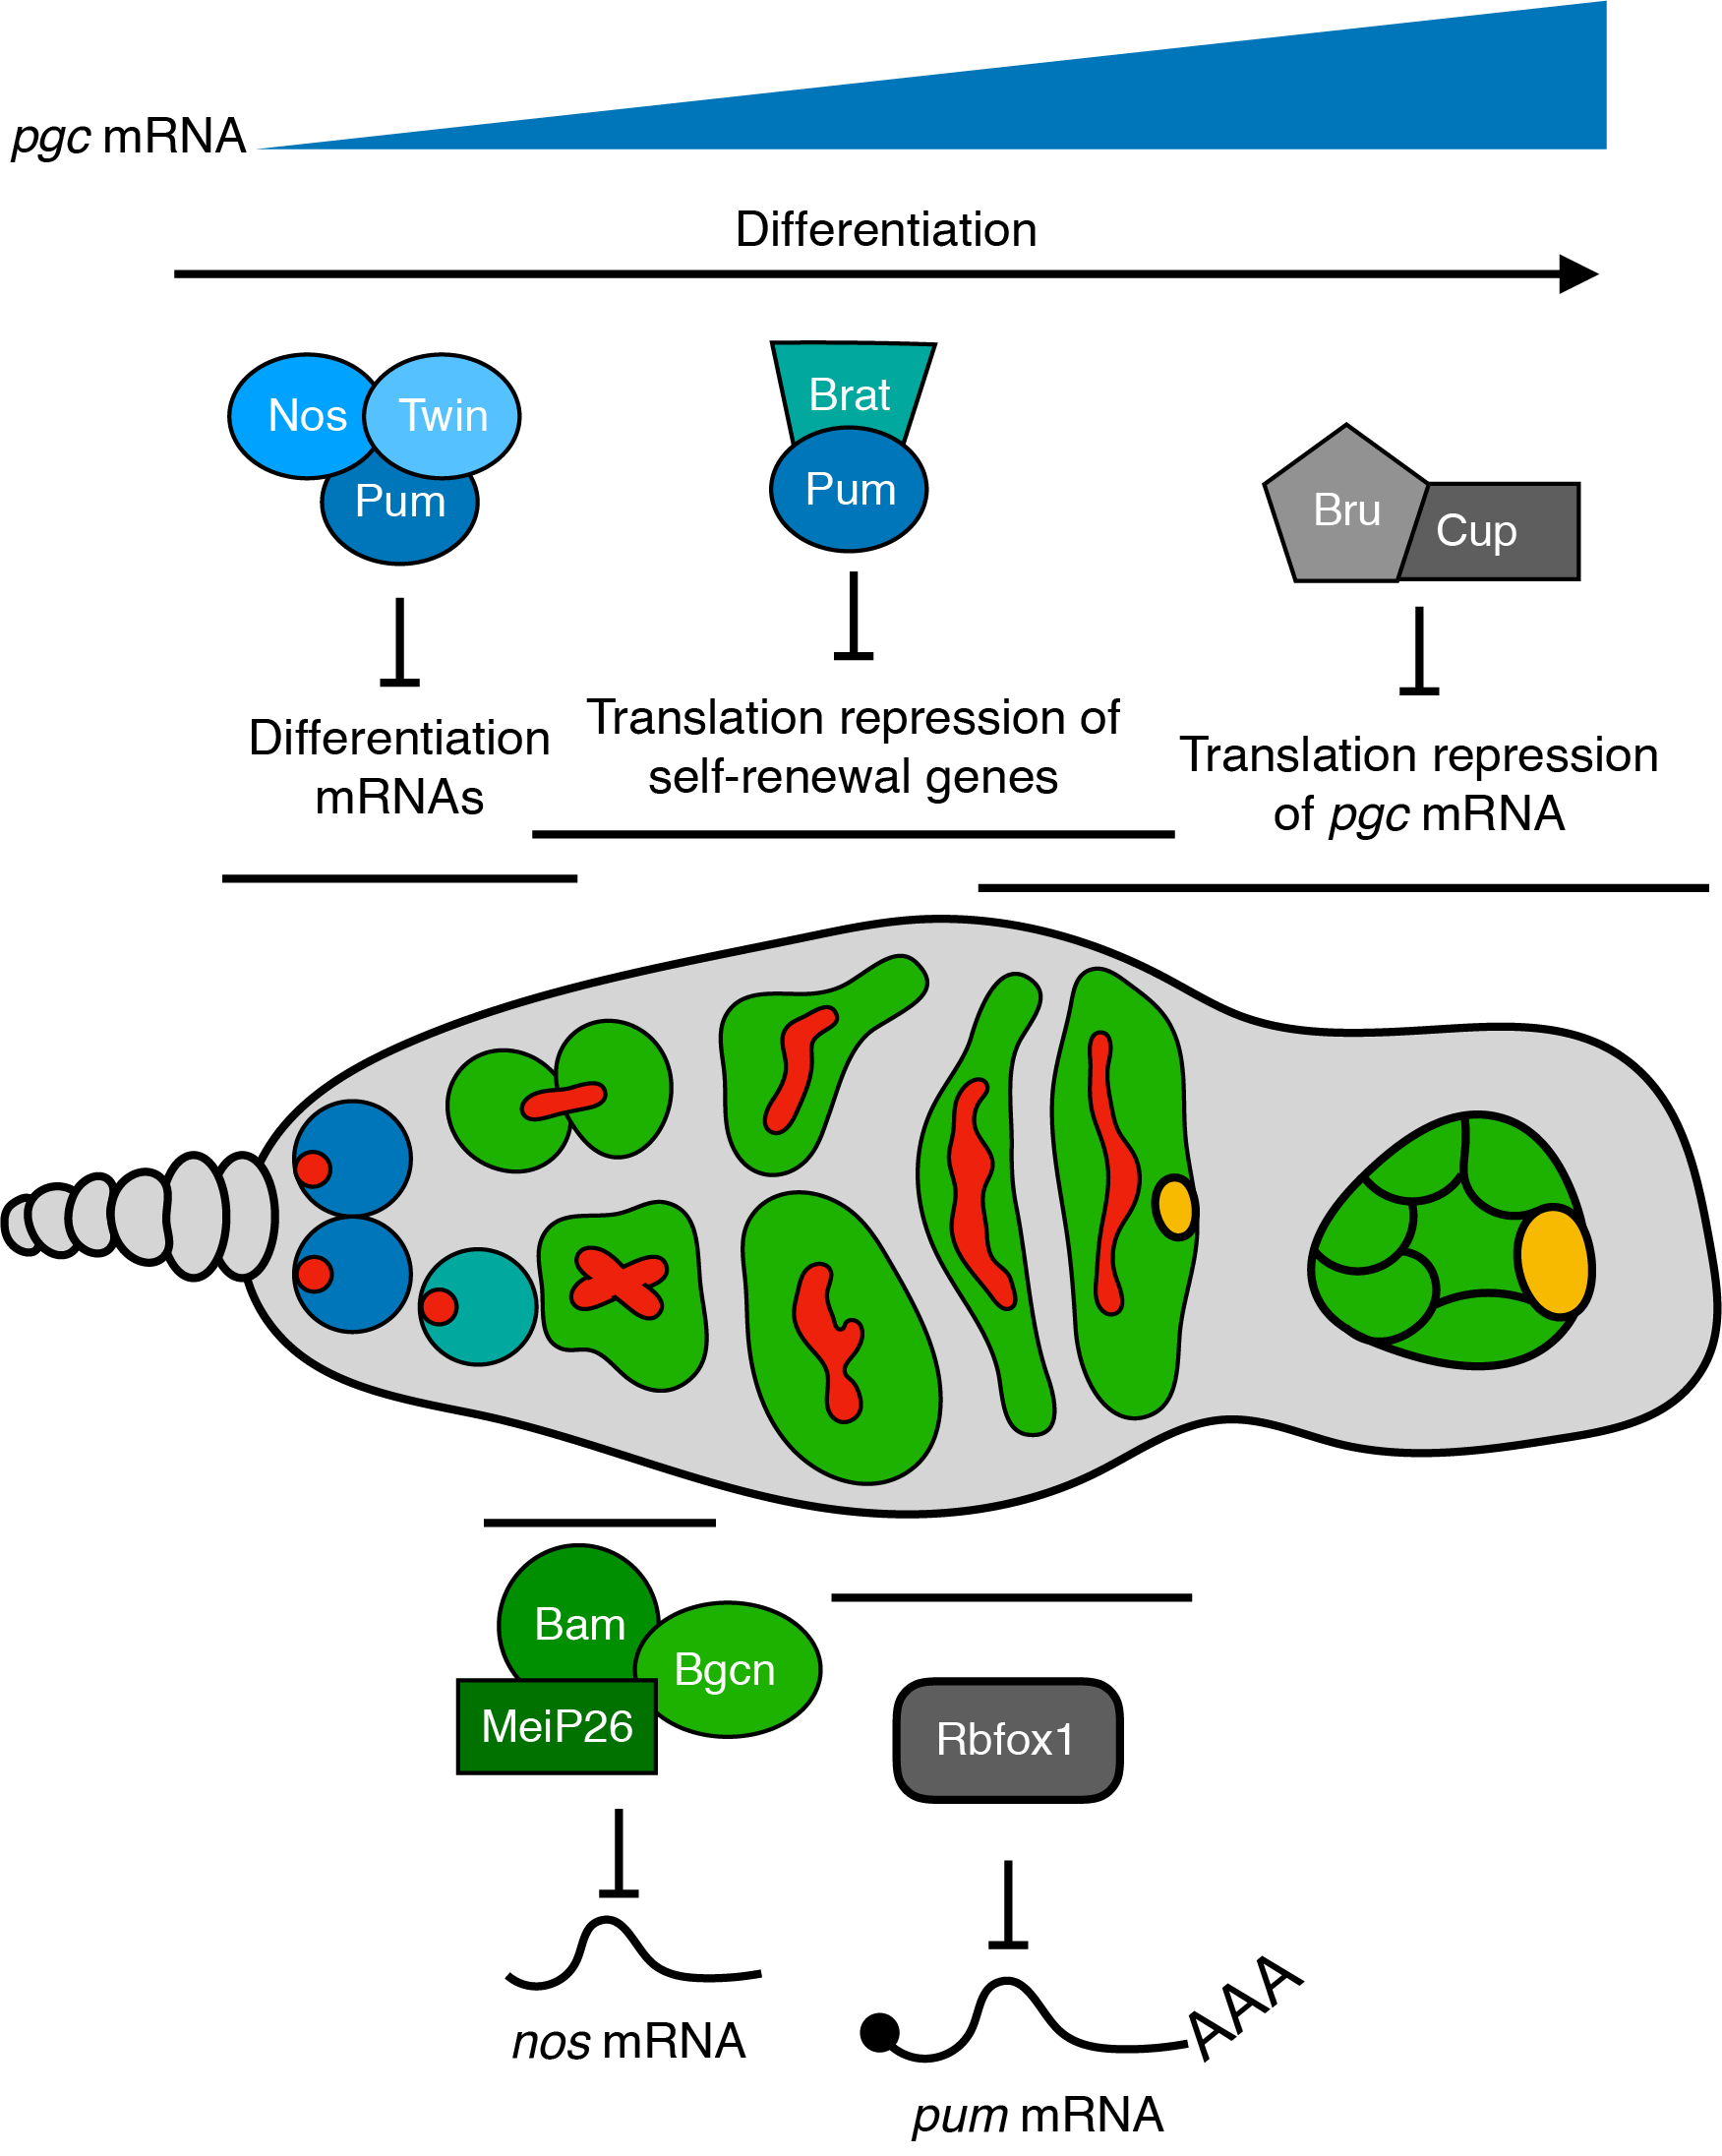 pgc mRNA
Differentiation
Nos
Twin
Pum
Brat
Pum
Bru
Cup
Differentiation
mRNAs
Translation repression of
self-renewal genes
Translation repression
of pgc mRNA
Bam
Bgcn
MeiP26
Rbfox1
nos mRNA
AAA
pum mRNA